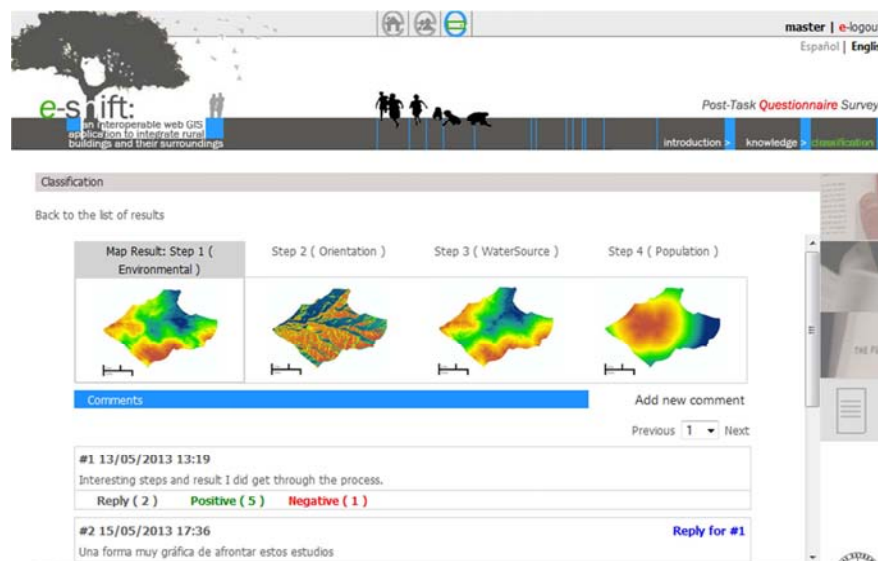 master | e-logou
Español | Englis
e-shift:
an interoperable web GIS
application to integrate rural
buildings and their surroundings
Post-Task Questionnaire Survey
introduction > knowledge > classification
Classification
Back to the list of results
Map Result: Step 1 (
Environmental )
Step 2 ( Orientation )
Step 3 ( WaterSource )
Step 4 ( Population )
Comments
Add new comment
Previous 1 Next
#1 13/05/2013 13:19
Interesting steps and result I did get through the process.
Reply ( 2 ) Positive ( 5 ) Negative ( 1 )
#2 15/05/2013 17:36 Reply for #1
Una forma muy gráfica de afrontar estos estudios